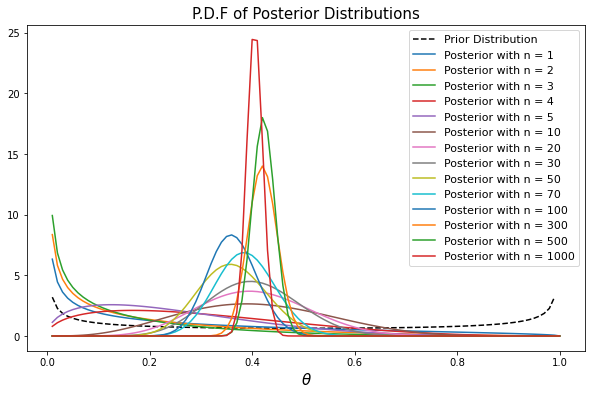 P.D.F of Posterior Distributions
25
20
15
10
5
0
0.0 0.2 0.4 0.6 0.8 1.0
θ
Prior Distribution
Posterior with n = 1
Posterior with n = 2
Posterior with n = 3
Posterior with n = 4
Posterior with n = 5
Posterior with n = 10
Posterior with n = 20
Posterior with n = 30
Posterior with n = 50
Posterior with n = 70
Posterior with n = 100
Posterior with n = 300
Posterior with n = 500
Posterior with n = 1000